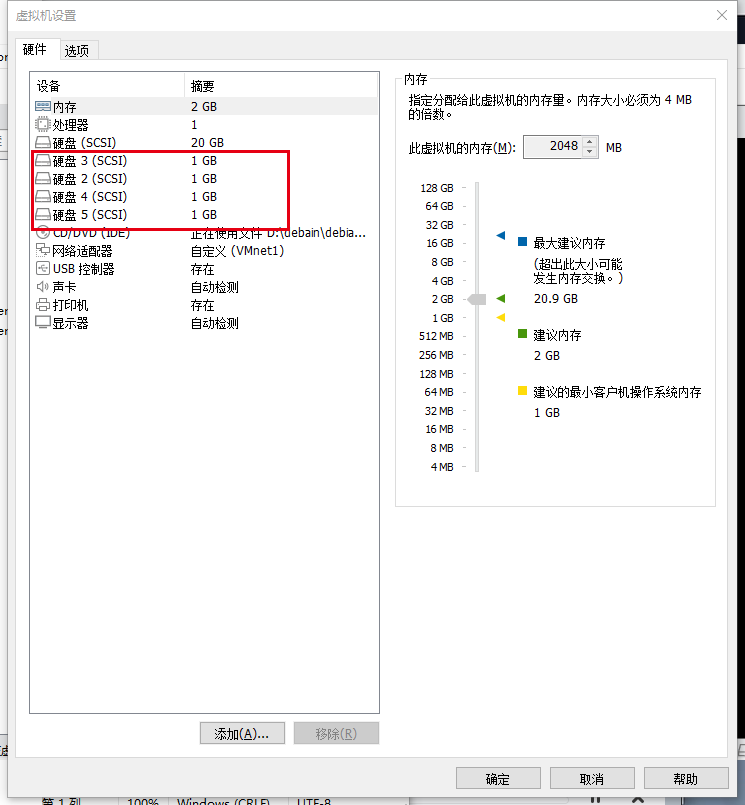 虚拟机设置
硬件 选项
设备 摘要
内存 2 GB
处理器 1
硬盘 (SCSI) 20 GB
硬盘 3 (SCSI) 1 GB
硬盘 2 (SCSI) 1 GB
硬盘 4 (SCSI) 1 GB
硬盘 5 (SCSI) 1 GB
CD/DVD (IDE) 正在使用文件 D:\debain\debia...
网络适配器 自定义 (VMnet1)
USB 控制器 存在
声卡 自动检测
打印机 存在
显示器 自动检测
添加(A)... 移除(R)
内存
指定分配给此虚拟机的内存量。内存大小必须为 4 MB
的倍数。
此虚拟机的内存(M): 2048 MB
128 GB
64 GB
32 GB
16 GB
8 GB
4 GB
2 GB
1 GB
512 MB
256 MB
128 MB
64 MB
32 MB
16 MB
8 MB
4 MB
最大建议内存
(超出此大小可能
发生内存交换。)
20.9 GB
建议内存
2 GB
建议的最小客户机操作系统内存
1 GB
确定 取消 帮助
第 1 列 100% Windows (CRLF) UTF-8